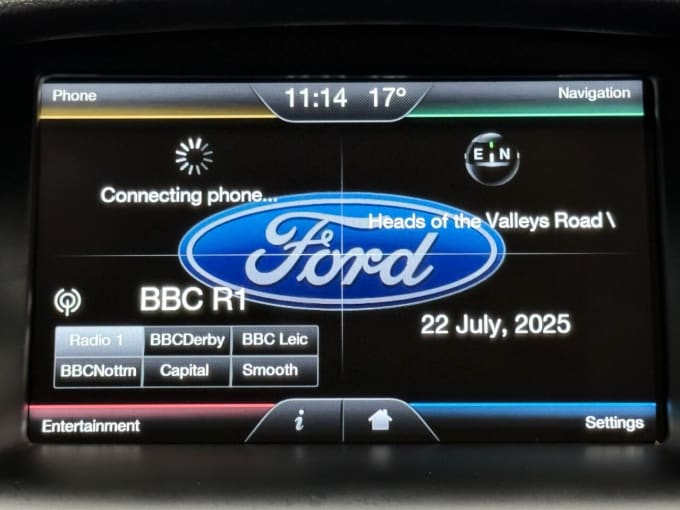 Phone
11:14 17°
Navigation
E N
Connecting phone...
Heads of the Valleys Road \
Ford
BBC R1
22 July, 2025
Radio 1 BBCDerby BBC Leic
BBCNottm Capital Smooth
Entertainment
i
Settings